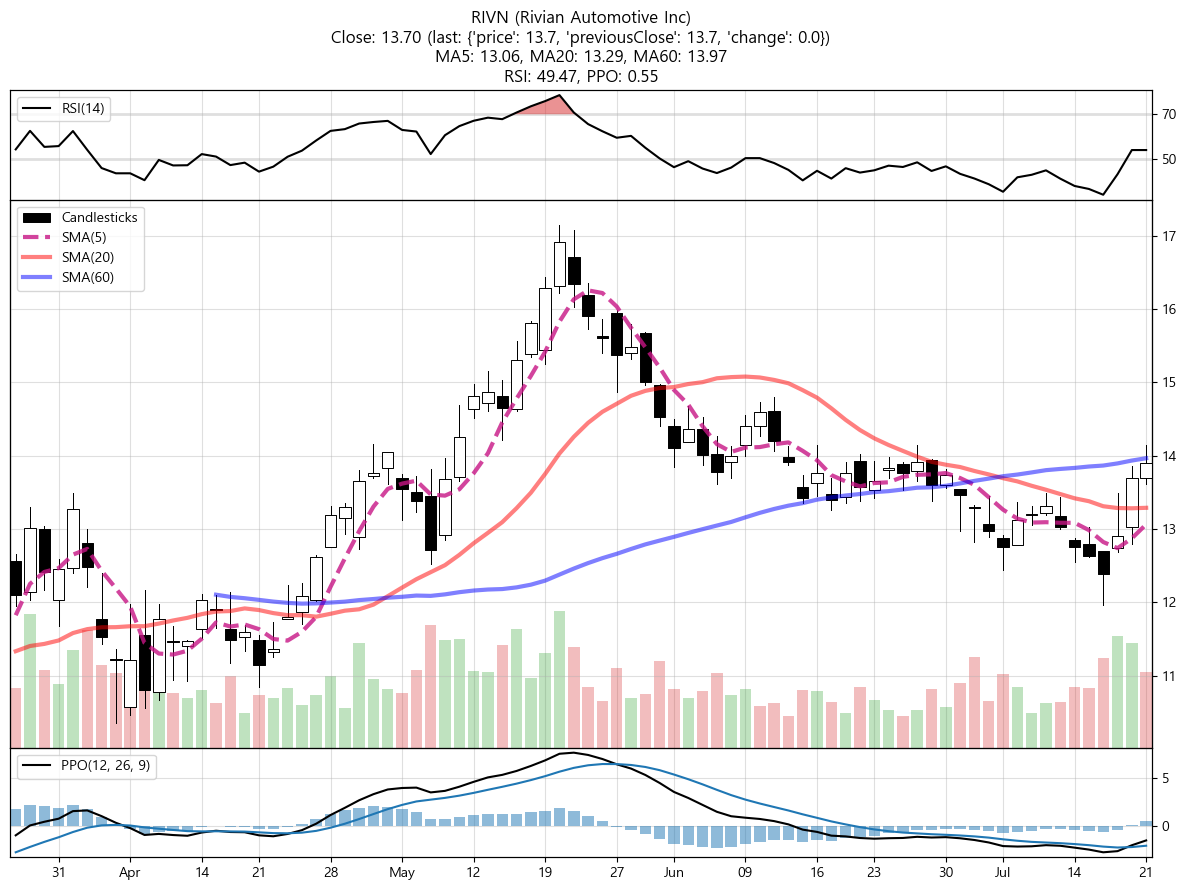 RIVN (Rivian Automotive Inc)
Close: 13.70 (last: {'price': 13.7, 'previousClose': 13.7, 'change': 0.0})
MA5: 13.06, MA20: 13.29, MA60: 13.97
RSI: 49.47, PPO: 0.55
RSI(14)
70
50
Candlesticks
SMA(5)
SMA(20)
SMA(60)
17
16
15
14
13
12
11
PPO(12, 26, 9)
5
0
31 Apr 14 21 28 May 12 19 27 Jun 09 16 23 30 Jul 14 21